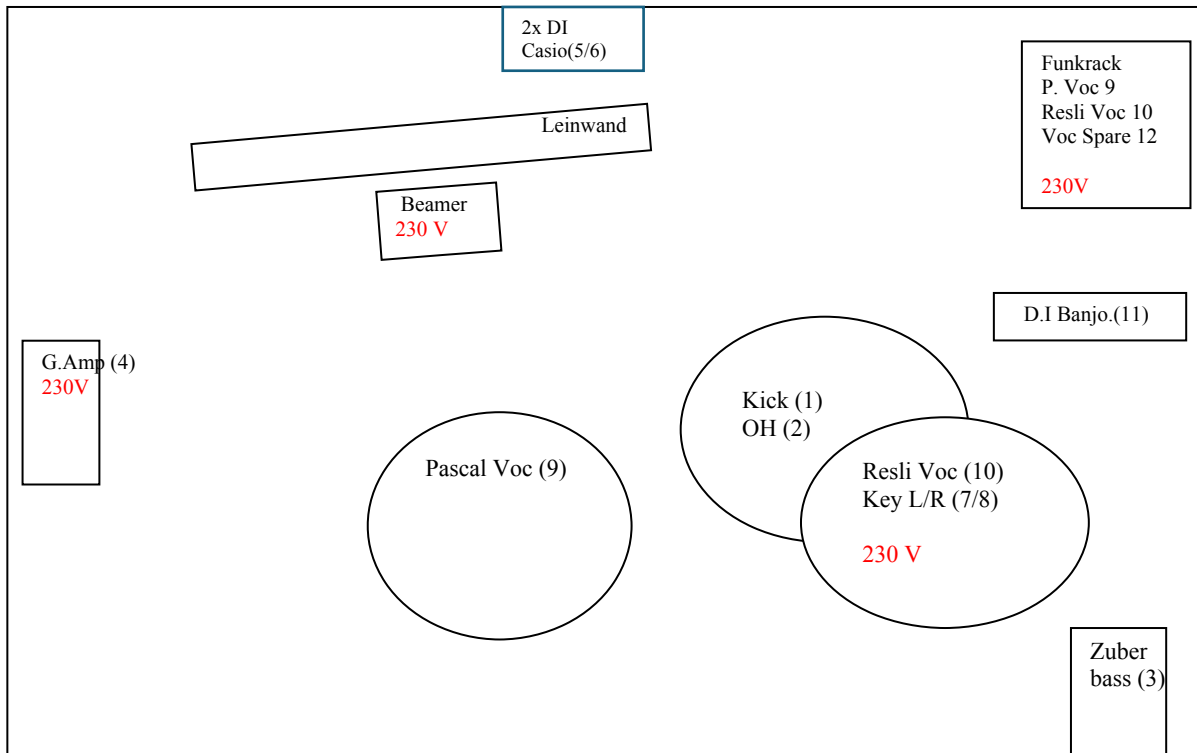 2x DI
Casio(5/6)
Funkrack
P. Voc 9
Resli Voc 10
Voc Spare 12
230V
Leinwand
Beamer
230 V
D.I Banjo.(11)
G.Amp (4)
230V
Kick (1)
OH (2)
Pascal Voc (9)
Resli Voc (10)
Key L/R (7/8)
230 V
Zuber
bass (3)